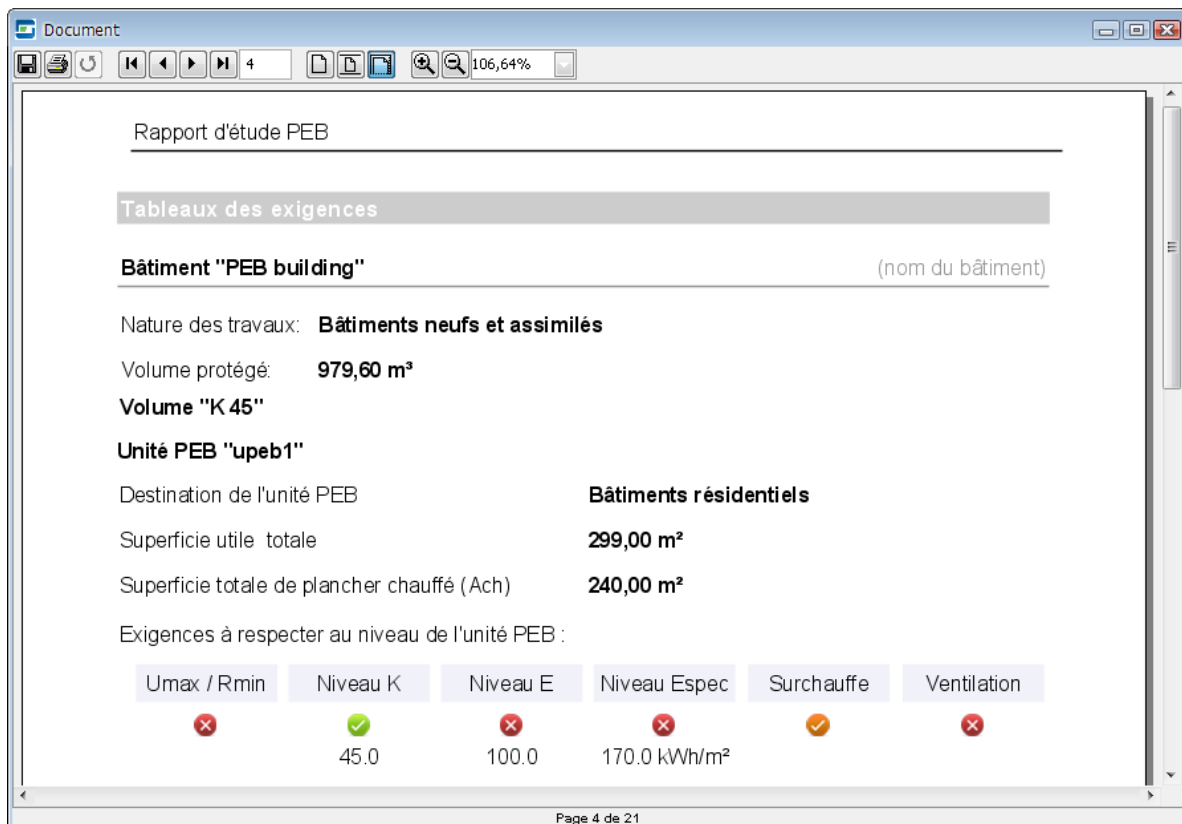 Document
4
106,64%
Rapport d'étude PEB
Tableaux des exigences
Bâtiment "PEB building" (nom du bâtiment)
Nature des travaux: Bâtiments neufs et assimilés
Volume protégé: 979,60 m³
Volume "K 45"
Unité PEB "upeb1"
Destination de l'unité PEB Bâtiments résidentiels
Superficie utile totale 299,00 m²
Superficie totale de plancher chauffé (Ach) 240,00 m²
Exigences à respecter au niveau de l'unité PEB :
Umax / Rmin Niveau K Niveau E Niveau Espec Surchauffe Ventilation
45.0 100.0 170.0 kWh/m²
Page 4 de 21